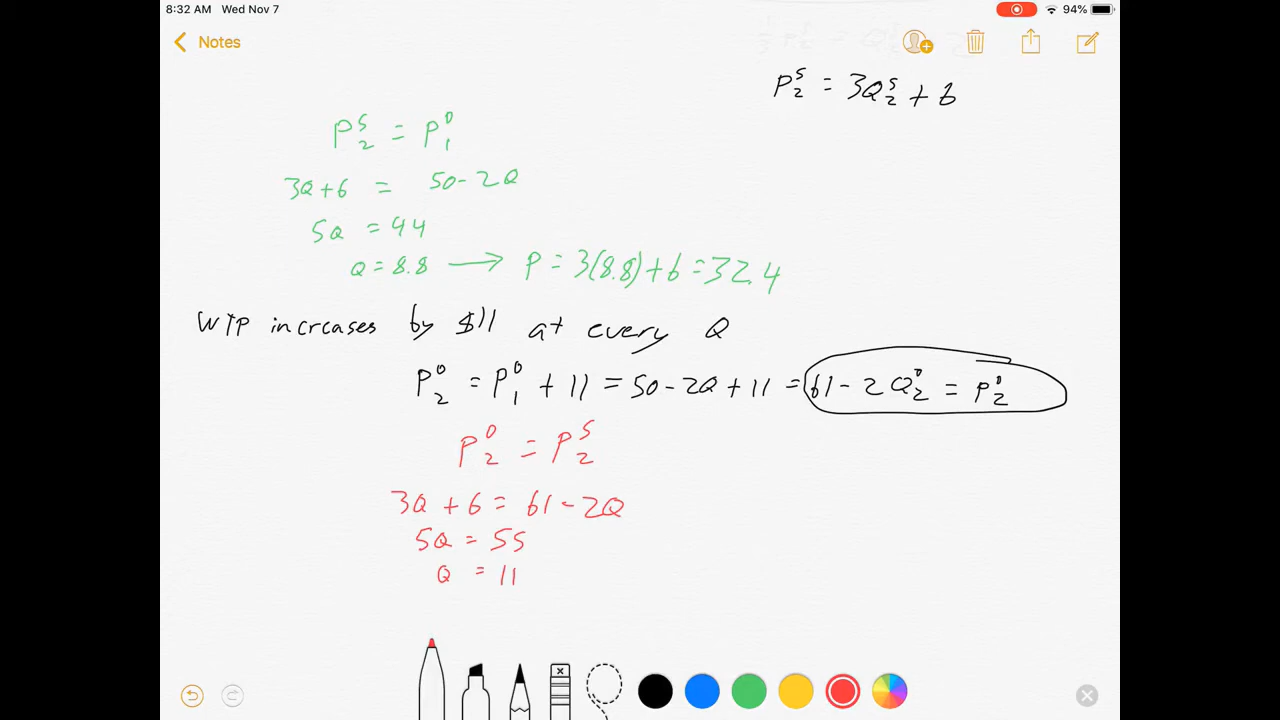 8:32 AM Wed Nov 7
94%
Notes
P₂ˢ = 3Q₂ˢ + 6
P₂ˢ = P₁ᴰ
3Q + 6 = 50 - 2Q
5Q = 44
Q = 8.8 → P = 3(8.8) + 6 = 32.4
WTP increases by $11 at every Q
P₂ᴰ = P₁ᴰ + 11 = 50 - 2Q + 11 = 61 - 2Q₂ᴰ = P₂ᴰ
P₂ᴰ = P₂ˢ
3Q + 6 = 61 - 2Q
5Q = 55
Q = 11